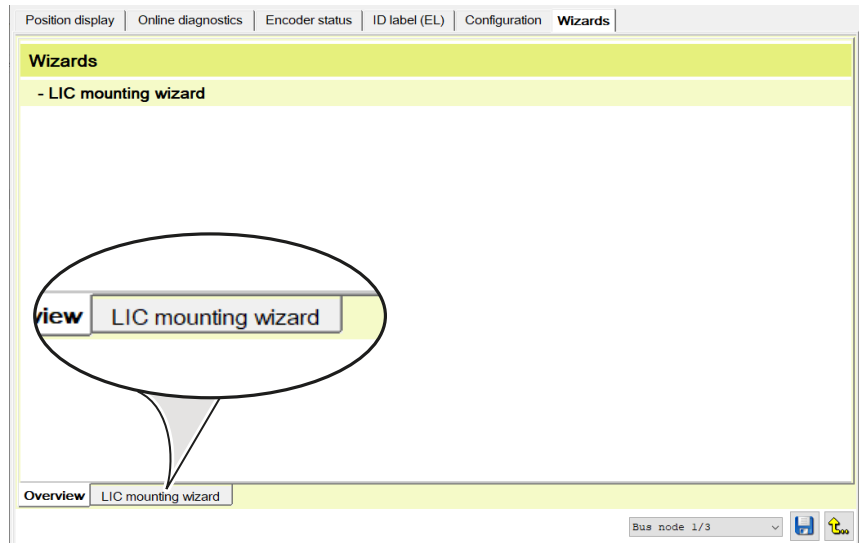 Position display Online diagnostics Encoder status ID label (EL) Configuration Wizards
Wizards
- LIC mounting wizard
view LIC mounting wizard
Overview LIC mounting wizard
Bus node 1/3